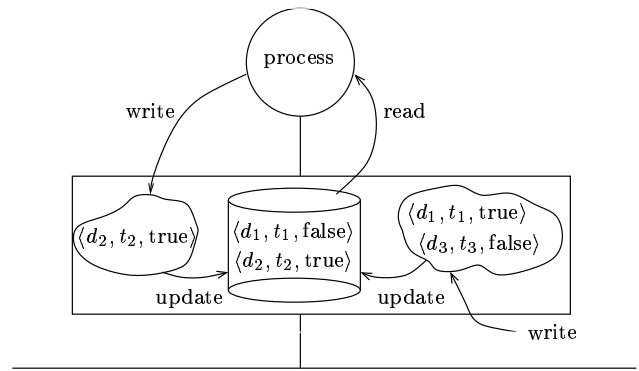 process
write
read
⟨d₁, t₁, true⟩
⟨d₁, t₁, false⟩
⟨d₂, t₂, true⟩
⟨d₃, t₃, false⟩
⟨d₂, t₂, true⟩
update
update
write